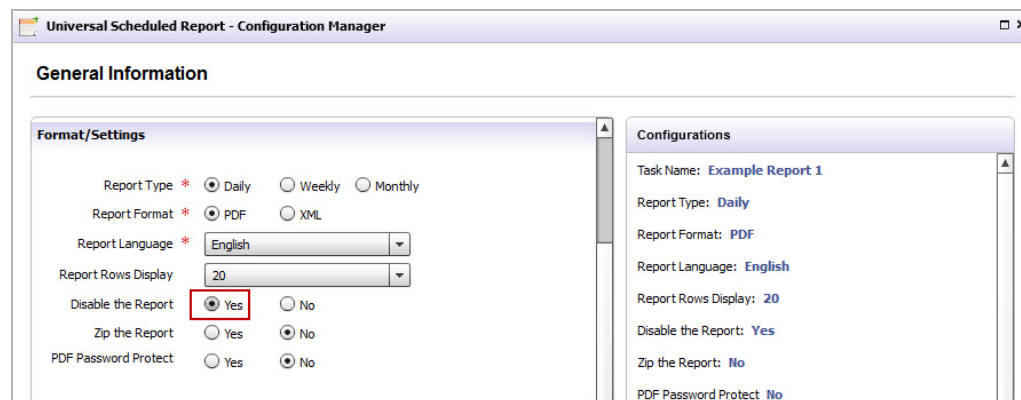 Universal Scheduled Report - Configuration Manager
General Information
Format/Settings
Report Type * Daily Weekly Monthly
Report Format * PDF XML
Report Language * English
Report Rows Display 20
Disable the Report Yes No
Zip the Report Yes No
PDF Password Protect Yes No
Configurations
Task Name: Example Report 1
Report Type: Daily
Report Format: PDF
Report Language: English
Report Rows Display: 20
Disable the Report: Yes
Zip the Report: No
PDF Password Protect No